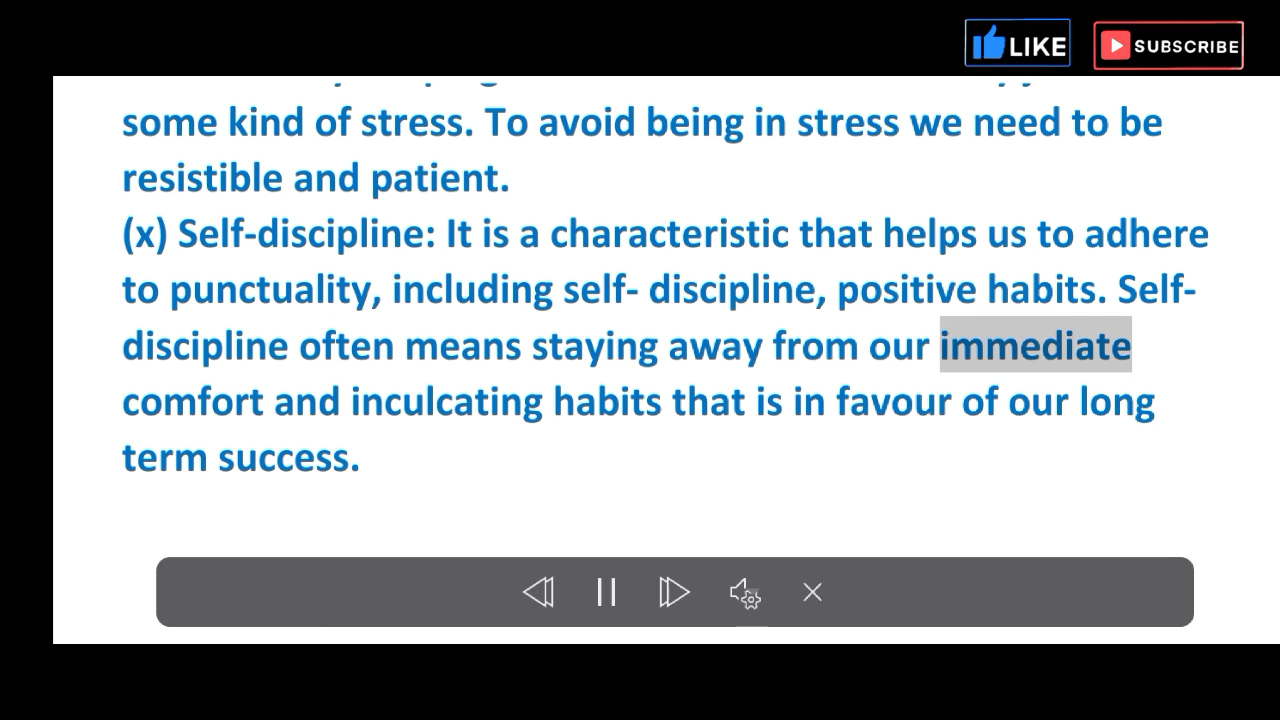 LIKE
SUBSCRIBE
some kind of stress. To avoid being in stress we need to be
resistible and patient.
(x) Self-discipline: It is a characteristic that helps us to adhere
to punctuality, including self- discipline, positive habits. Self-
discipline often means staying away from our immediate
comfort and inculcating habits that is in favour of our long
term success.